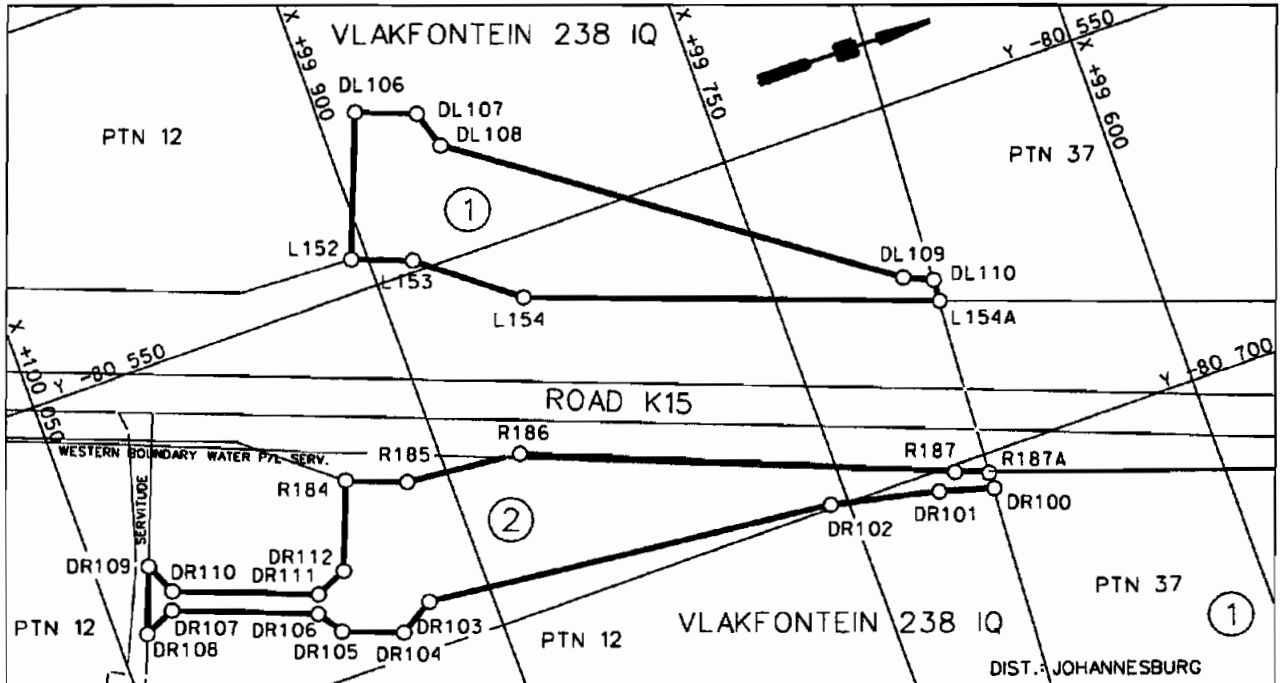 VLAKFONTEIN 238 IQ
X +99 900
X +99 750
Y -80 550
X +99 600
PTN 12
DL106
DL107
DL108
PTN 37
1
L152
L153
L154
DL109
DL110
L154A
X +100 050
Y -80 550
Y -80 700
ROAD K15
WESTERN BOUNDARY WATER P/L SERV.
R184
R185
R186
R187
R187A
SERVITUDE
2
DR100
DR101
DR102
DR109
DR110
DR111
DR112
DR107
DR108
DR106
DR105
DR104
DR103
PTN 12
PTN 12
VLAKFONTEIN 238 IQ
PTN 37
1
DIST.: JOHANNESBURG